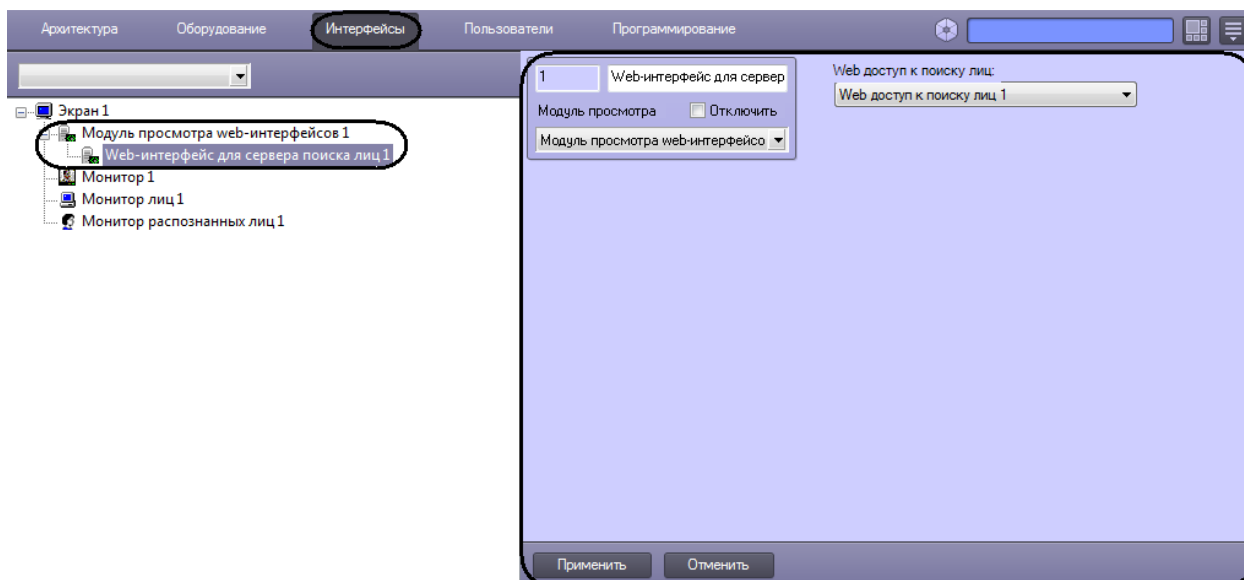 Архитектура Оборудование Интерфейсы Пользователи Программирование
Экран 1
Модуль просмотра web-интерфейсов 1
Web-интерфейс для сервера поиска лиц 1
Монитор 1
Монитор лиц 1
Монитор распознанных лиц 1
1 Web-интерфейс для сервер
Модуль просмотра Отключить
Модуль просмотра web-интерфейсо
Web доступ к поиску лиц:
Web доступ к поиску лиц 1
Применить Отменить